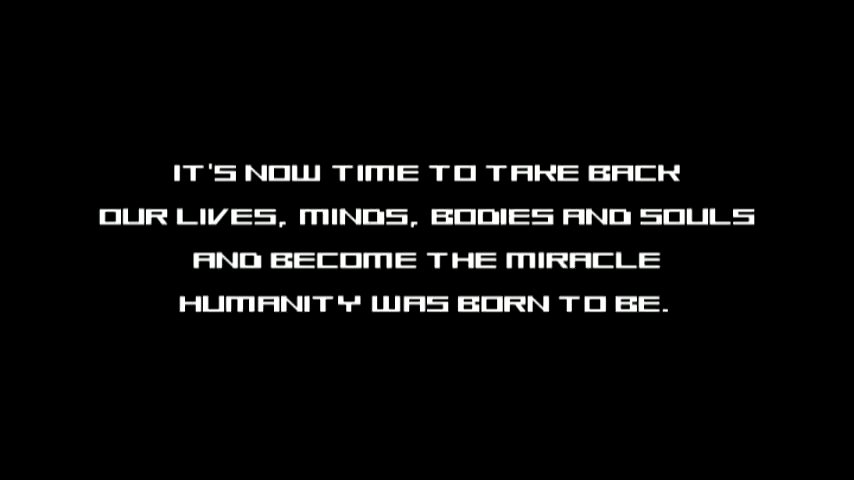 IT'S NOW TIME TO TAKE BACK
OUR LIVES, MINDS, BODIES AND SOULS
AND BECOME THE MIRACLE
HUMANITY WAS BORN TO BE.